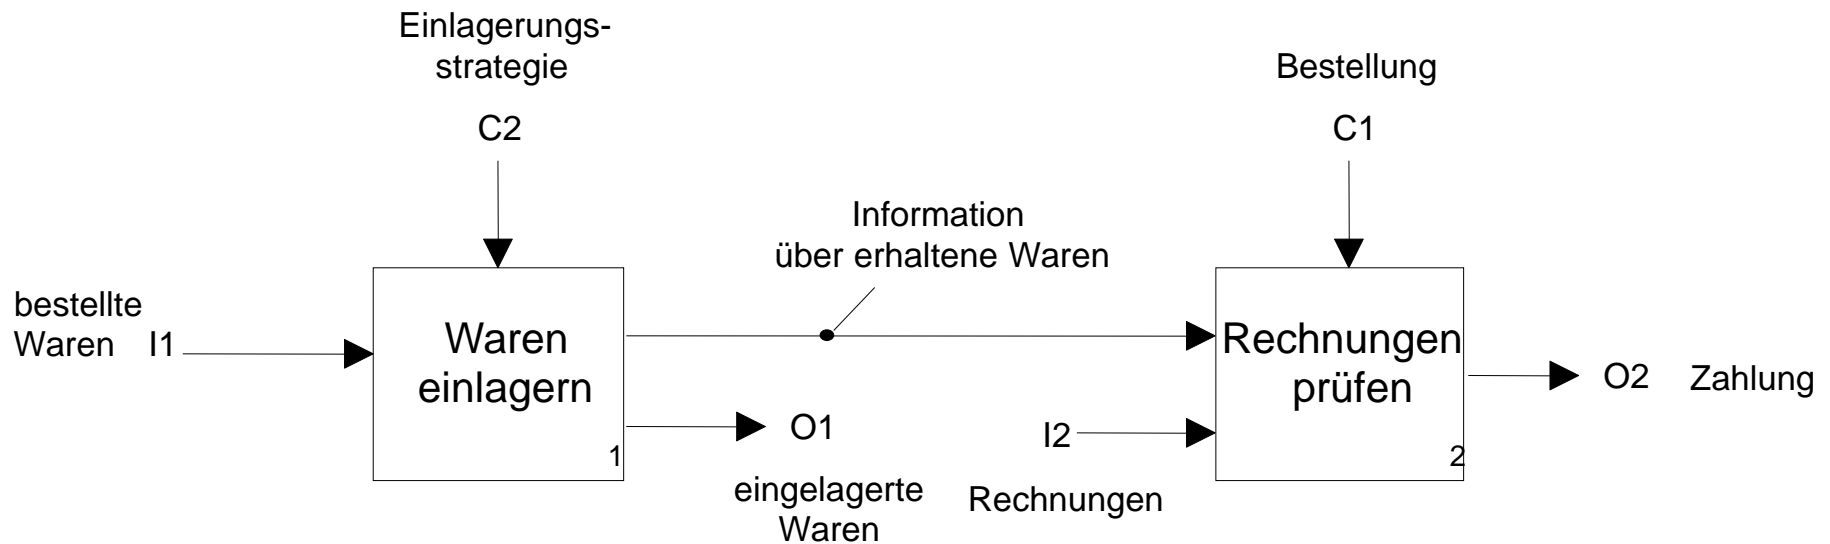 Einlagerungs-
strategie
C2
Bestellung
C1
Information
über erhaltene Waren
bestellte
Waren I1
Waren
einlagern
1
O1
eingelagerte
Waren
I2
Rechnungen
Rechnungen
prüfen
2
O2 Zahlung